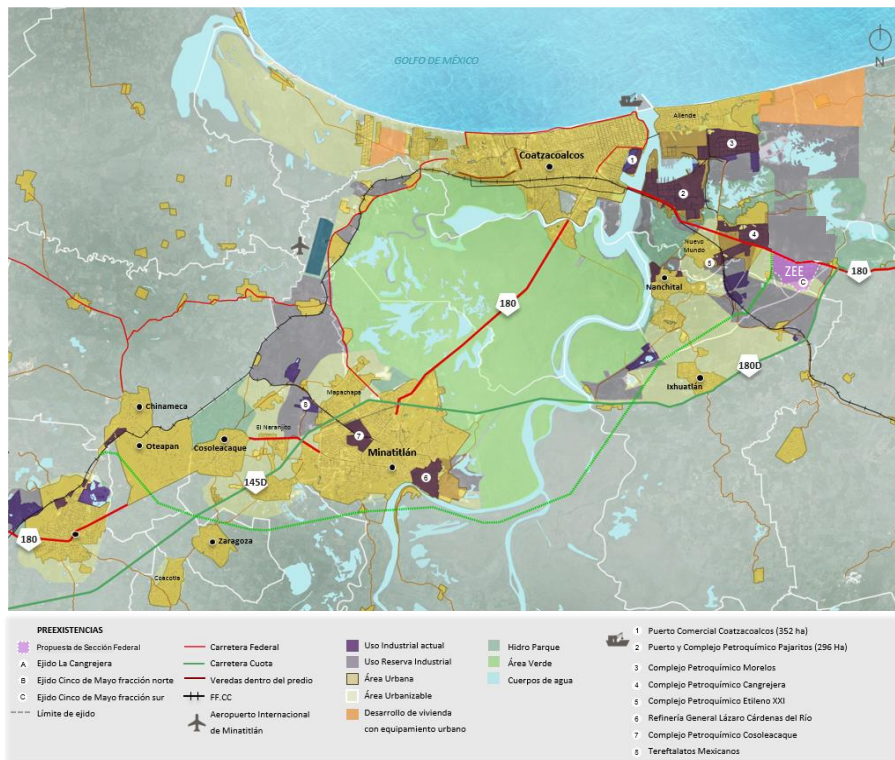 GOLFO DE MÉXICO
N
Allende
Coatzacoalcos
1
3
2
4
Nuevo
Mundo
5
ZEE
C
180
Nanchital
180
180D
Ixhuatlán
Mapachapa
Chinameca
8
El Naranjito
Oteapan
Cosoleacaque
7
Minatitlán
6
145D
180
Zaragoza
Coacotla
PREEXISTENCIAS
Propuesta de Sección Federal
A Ejido La Cangrejera
B Ejido Cinco de Mayo fracción norte
C Ejido Cinco de Mayo fracción sur
Límite de ejido
Carretera Federal
Carretera Cuota
Veredas dentro del predio
FF.CC
Aeropuerto Internacional
de Minatitlán
Uso Industrial actual
Uso Reserva Industrial
Área Urbana
Área Urbanizable
Desarrollo de vivienda
con equipamiento urbano
Hidro Parque
Área Verde
Cuerpos de agua
1 Puerto Comercial Coatzacoalcos (352 ha)
2 Puerto y Complejo Petroquímico Pajaritos (296 Ha)
3 Complejo Petroquímico Morelos
4 Complejo Petroquímico Cangrejera
5 Complejo Petroquímico Etileno XXI
6 Refinería General Lázaro Cárdenas del Río
7 Complejo Petroquímico Cosoleacaque
8 Tereftalatos Mexicanos